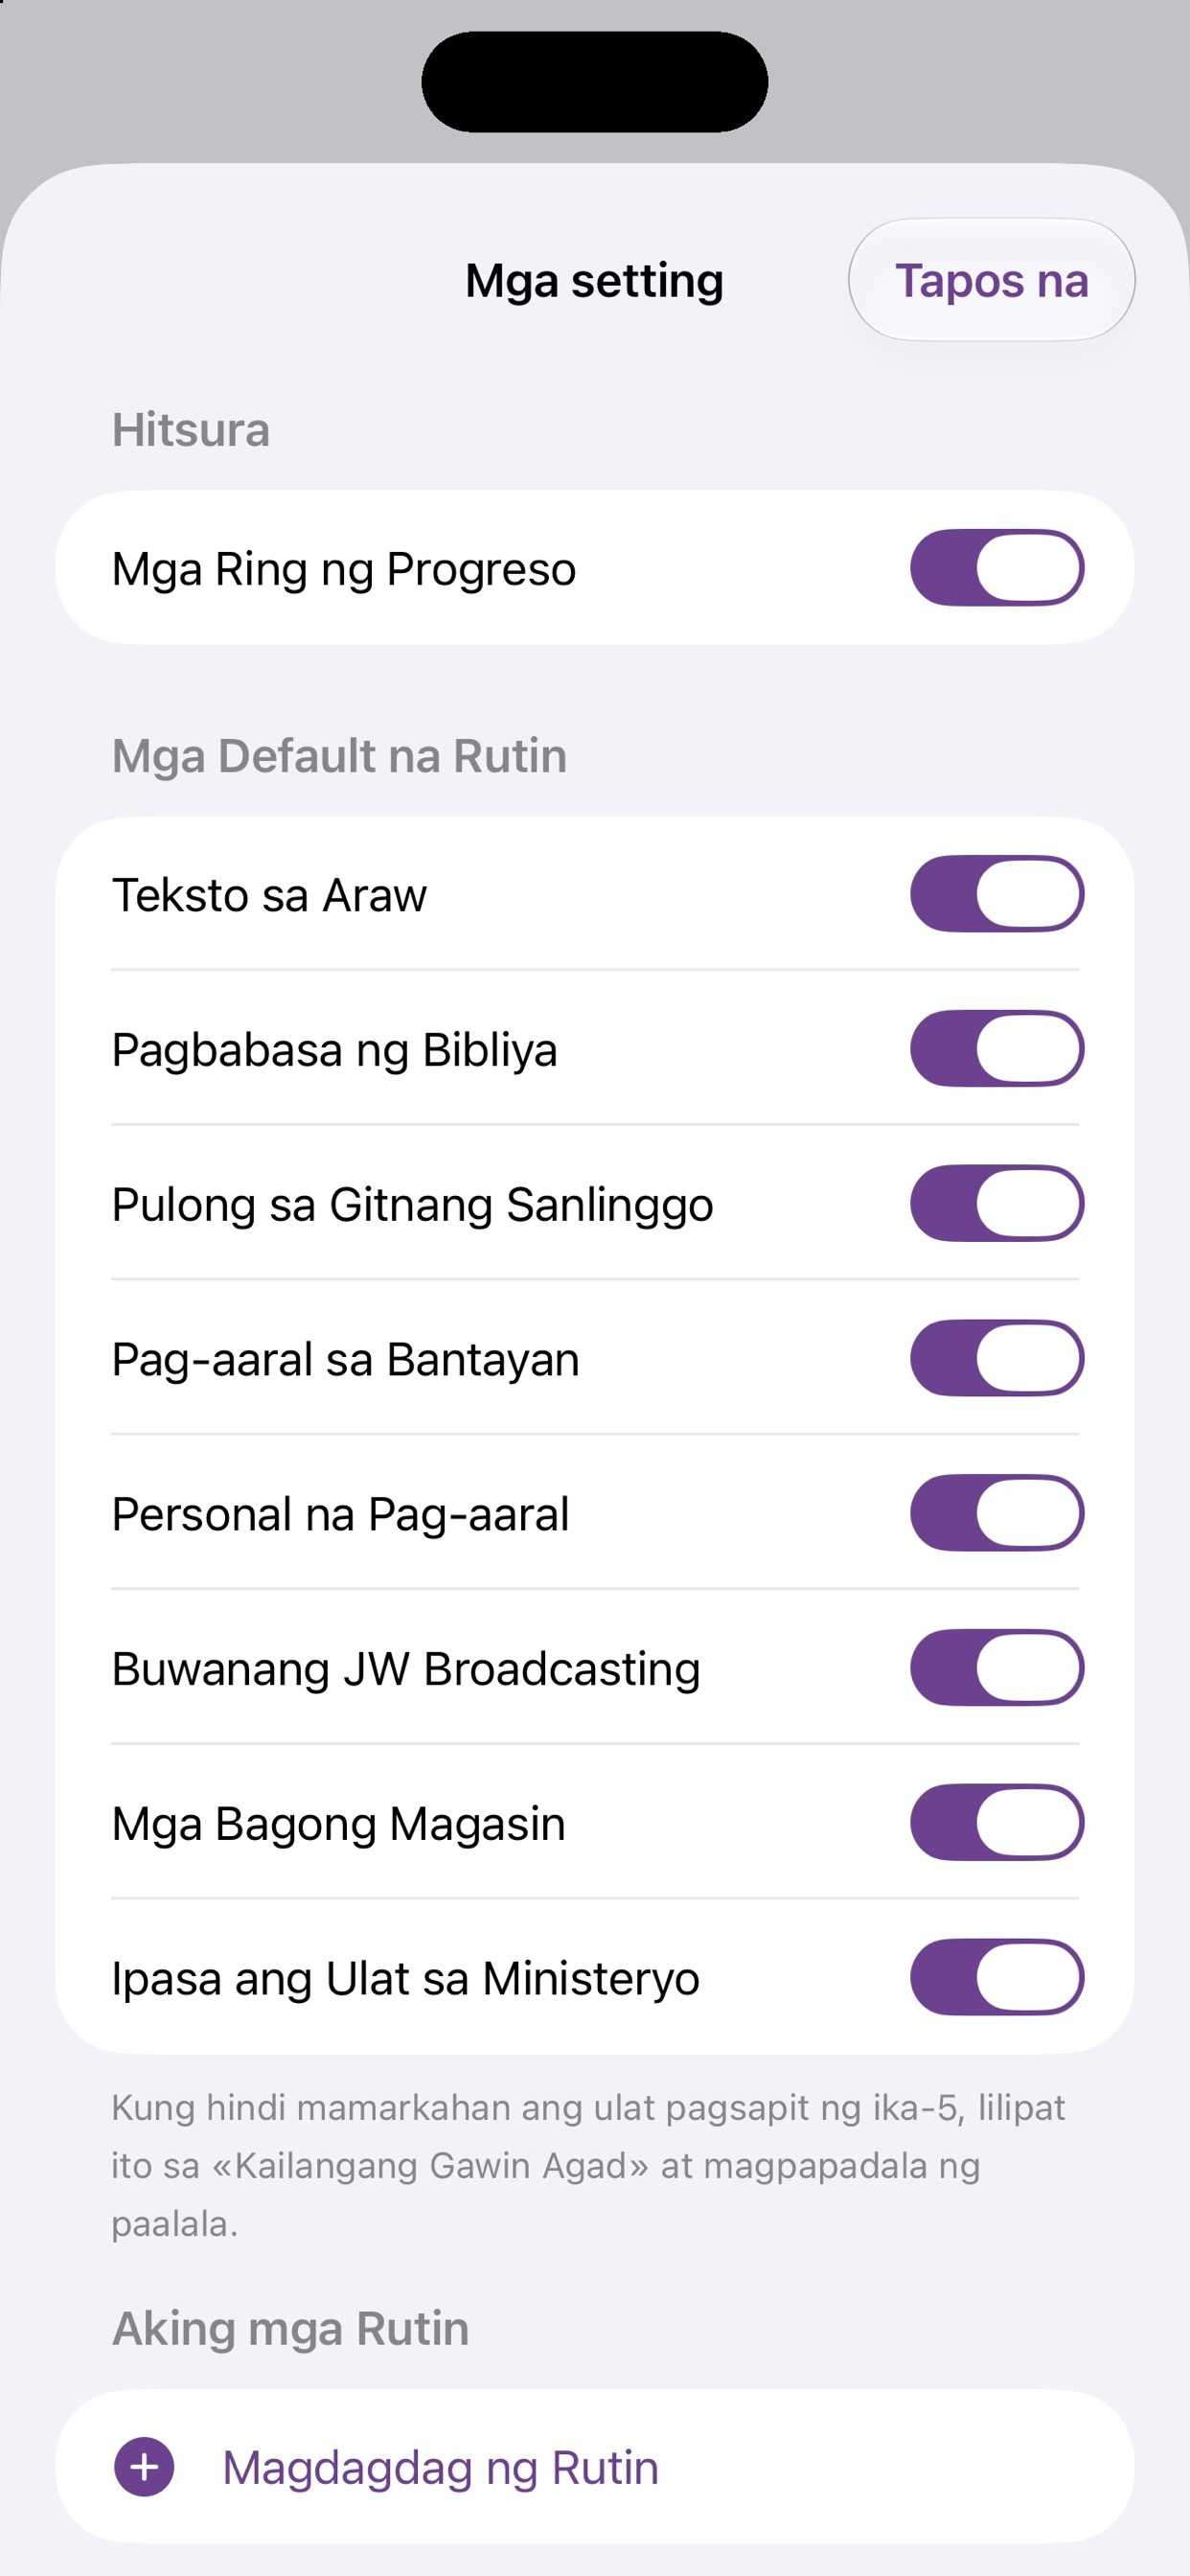 Mga setting
Tapos na
Hitsura
Mga Ring ng Progreso
Mga Default na Rutin
Teksto sa Araw
Pagbabasa ng Bibliya
Pulong sa Gitnang Sanlinggo
Pag-aaral sa Bantayan
Personal na Pag-aaral
Buwanang JW Broadcasting
Mga Bagong Magasin
Ipasa ang Ulat sa Ministeryo
Kung hindi mamarkahan ang ulat pagsapit ng ika-5, lilipat
ito sa «Kailangang Gawin Agad» at magpapadala ng
paalala.
Aking mga Rutin
Magdagdag ng Rutin